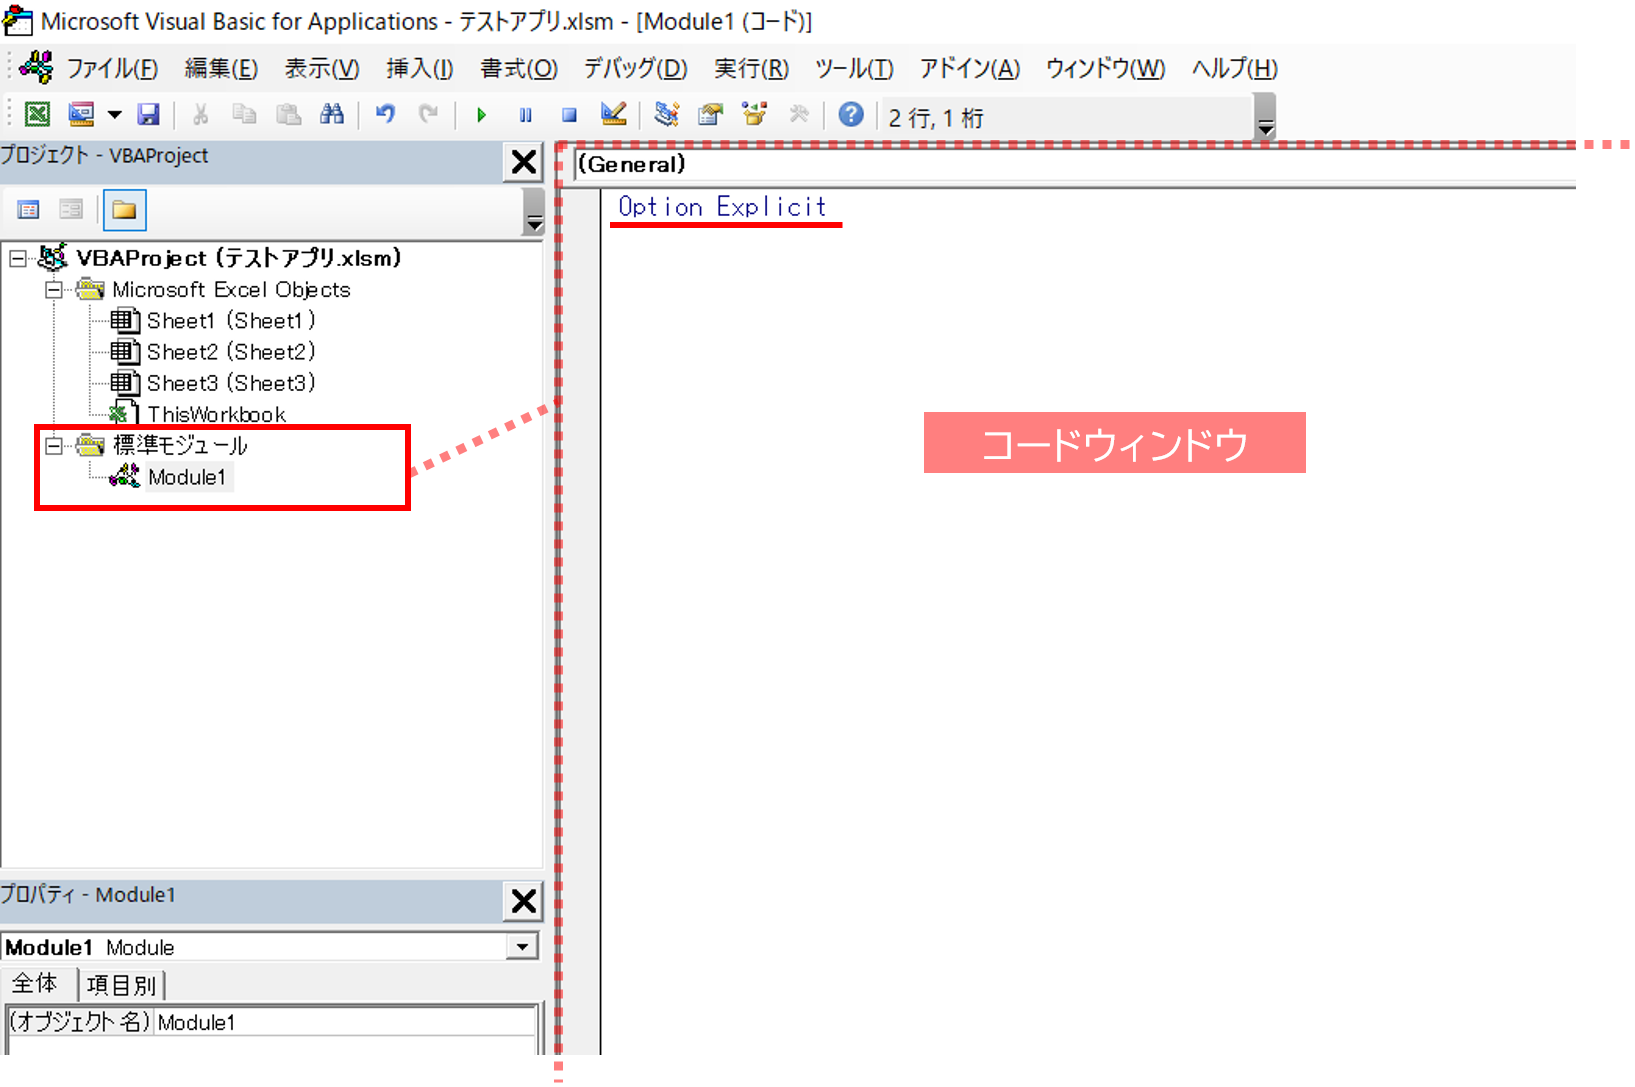 Microsoft Visual Basic for Applications - テストアプリ.xlsm - [Module1 (コード)]
ファイル(F) 編集(E) 表示(V) 挿入(I) 書式(O) デバッグ(D) 実行(R) ツール(T) アドイン(A) ウィンドウ(W) ヘルプ(H)
2 行, 1 桁
プロジェクト - VBAProject
VBAProject (テストアプリ.xlsm)
Microsoft Excel Objects
Sheet1 (Sheet1)
Sheet2 (Sheet2)
Sheet3 (Sheet3)
ThisWorkbook
標準モジュール
Module1
プロパティ - Module1
Module1 Module
全体 項目別
(オブジェクト名) Module1
(General)
Option Explicit
コードウィンドウ